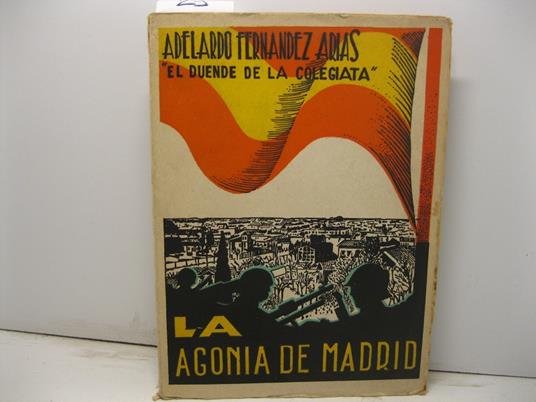 ADELARDO FERNANDEZ ARIAS
"EL DUENDE DE LA COLEGIATA"
LA
AGONIA DE MADRID